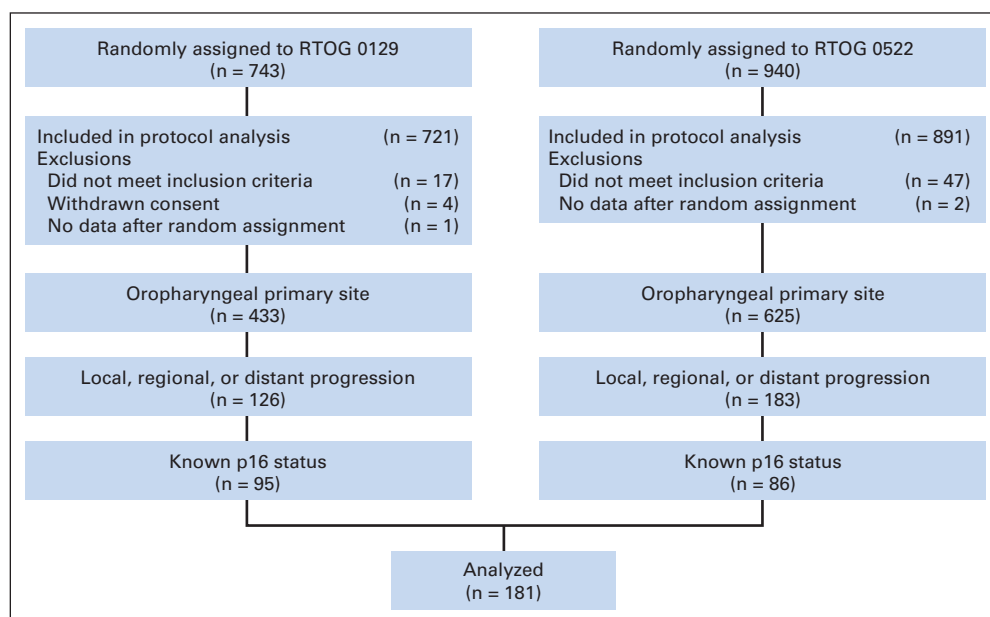 Randomly assigned to RTOG 0129
(n = 743)
Included in protocol analysis (n = 721)
Exclusions
Did not meet inclusion criteria (n = 17)
Withdrawn consent (n = 4)
No data after random assignment (n = 1)
Oropharyngeal primary site
(n = 433)
Local, regional, or distant progression
(n = 126)
Known p16 status
(n = 95)
Randomly assigned to RTOG 0522
(n = 940)
Included in protocol analysis (n = 891)
Exclusions
Did not meet inclusion criteria (n = 47)
No data after random assignment (n = 2)
Oropharyngeal primary site
(n = 625)
Local, regional, or distant progression
(n = 183)
Known p16 status
(n = 86)
Analyzed
(n = 181)